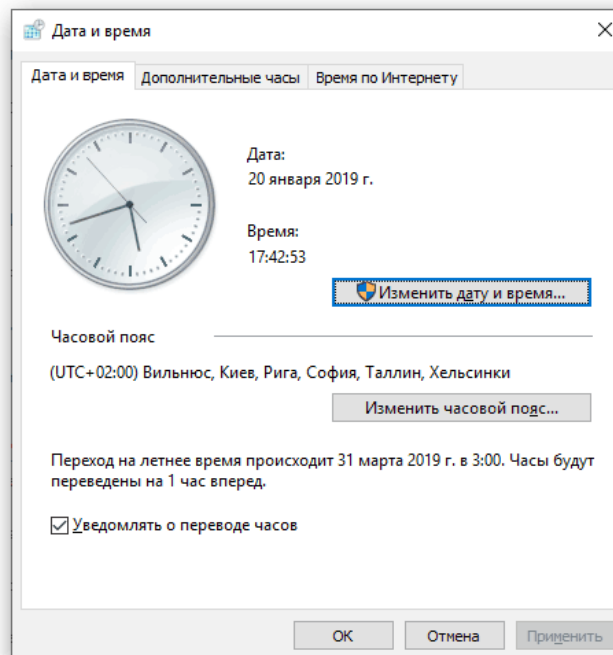 Дата и время
Дата и время
Дополнительные часы
Время по Интернету
Дата:
20 января 2019 г.
Время:
17:42:53
Изменить дату и время...
Часовой пояс
(UTC+02:00) Вильнюс, Киев, Рига, София, Таллин, Хельсинки
Изменить часовой пояс...
Переход на летнее время происходит 31 марта 2019 г. в 3:00. Часы будут
переведены на 1 час вперед.
Уведомлять о переводе часов
ОК
Отмена
Применить